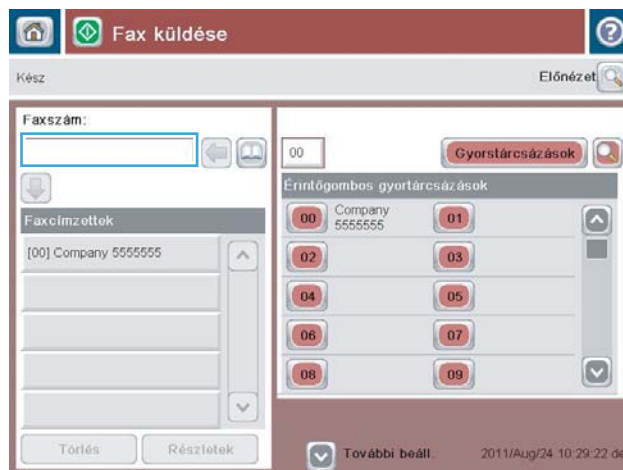 Fax küldése
Kész
Előnézet
Faxszám:
00
Gyorstárcsázások
Érintőgombos gyortárcsázások
Faxcímzettek
[00] Company 5555555
00 Company 5555555 01
02 03
04 05
06 07
08 09
Törlés
Részletek
További beáll.
2011/Aug/24 10:29:22 de